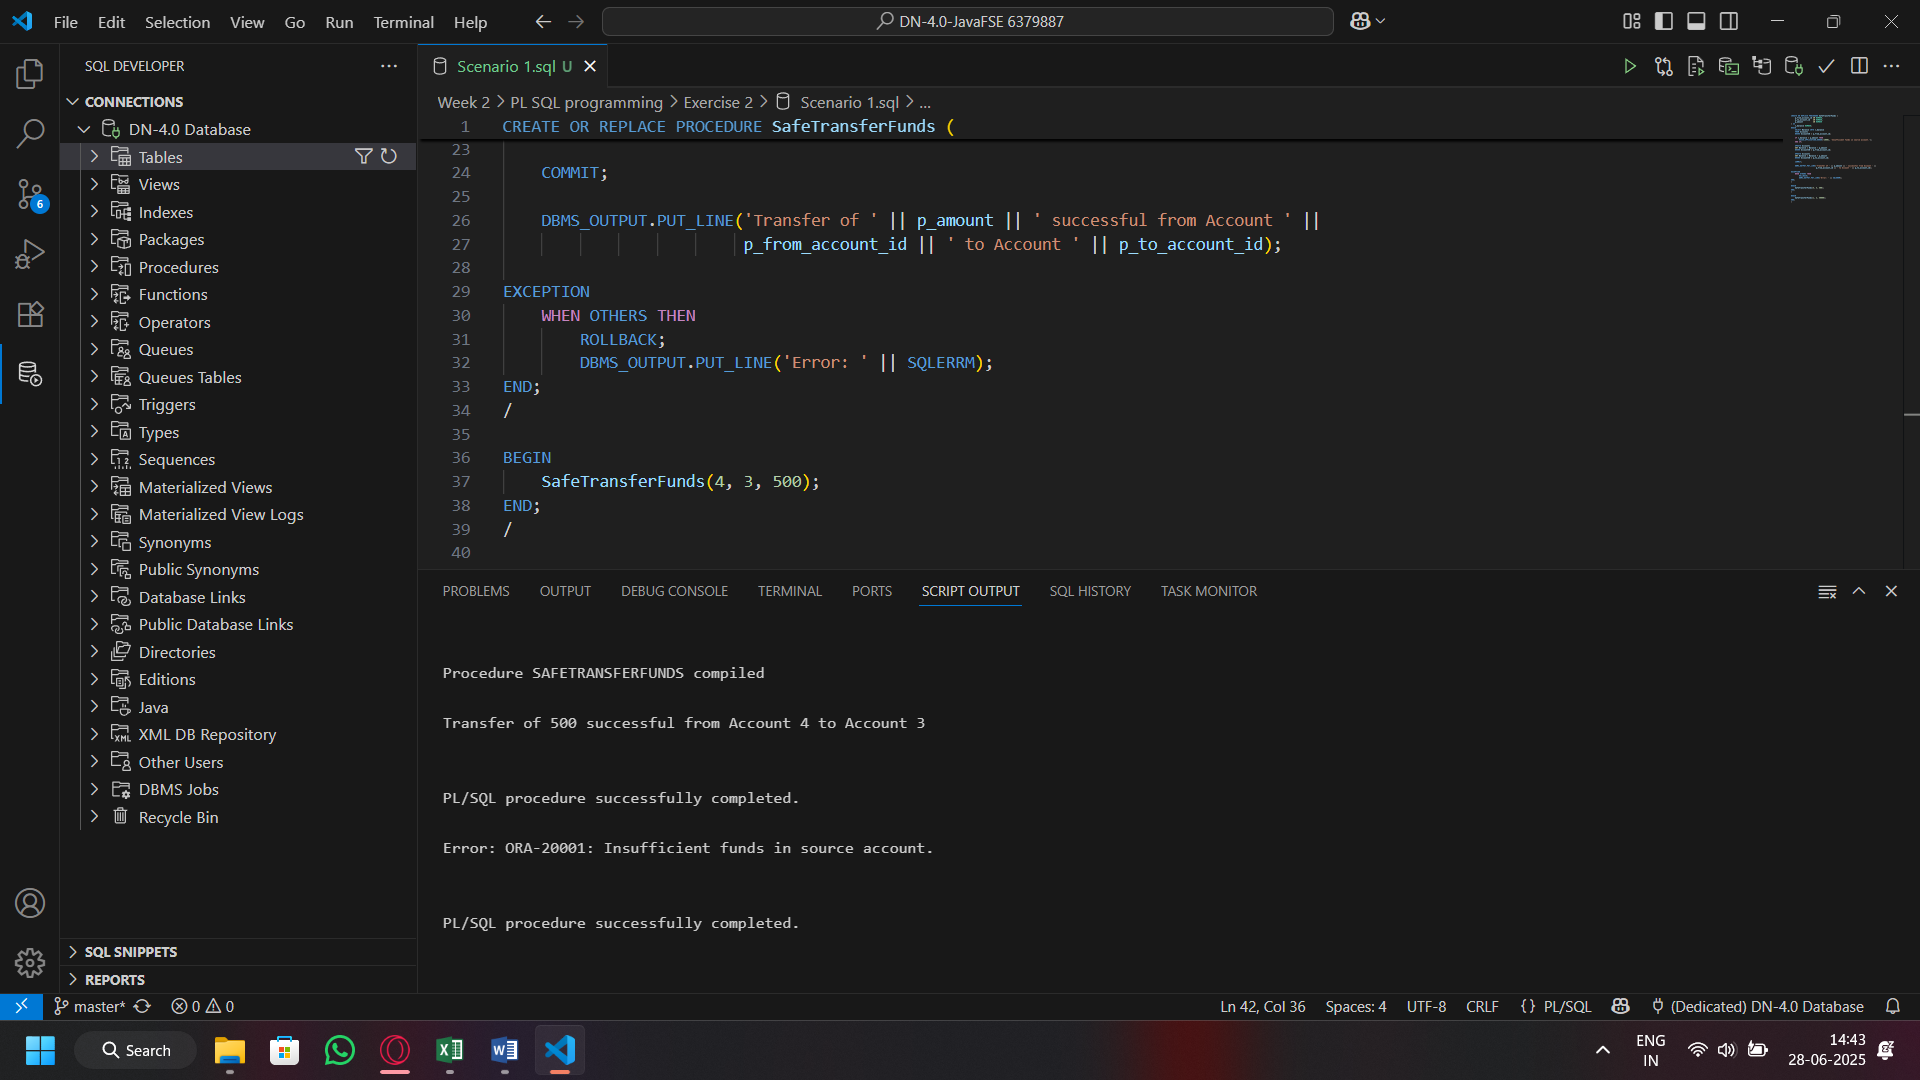 File Edit Selection View Go Run Terminal Help
DN-4.0-JavaFSE 6379887
SQL DEVELOPER
CONNECTIONS
DN-4.0 Database
Tables
Views
Indexes
Packages
Procedures
Functions
Operators
Queues
Queues Tables
Triggers
Types
Sequences
Materialized Views
Materialized View Logs
Synonyms
Public Synonyms
Database Links
Public Database Links
Directories
Editions
Java
XML DB Repository
Other Users
DBMS Jobs
Recycle Bin
SQL SNIPPETS
REPORTS
6
Scenario 1.sql U
Week 2 > PL SQL programming > Exercise 2 > Scenario 1.sql > ...
1 CREATE OR REPLACE PROCEDURE SafeTransferFunds (
23
24 COMMIT;
25
26 DBMS_OUTPUT.PUT_LINE('Transfer of ' || p_amount || ' successful from Account ' ||
27 p_from_account_id || ' to Account ' || p_to_account_id);
28
29 EXCEPTION
30 WHEN OTHERS THEN
31 ROLLBACK;
32 DBMS_OUTPUT.PUT_LINE('Error: ' || SQLERRM);
33 END;
34 /
35
36 BEGIN
37 SafeTransferFunds(4, 3, 500);
38 END;
39 /
40
PROBLEMS OUTPUT DEBUG CONSOLE TERMINAL PORTS SCRIPT OUTPUT SQL HISTORY TASK MONITOR
Procedure SAFETRANSFERFUNDS compiled
Transfer of 500 successful from Account 4 to Account 3
PL/SQL procedure successfully completed.
Error: ORA-20001: Insufficient funds in source account.
PL/SQL procedure successfully completed.
master* 0 0 Ln 42, Col 36 Spaces: 4 UTF-8 CRLF {} PL/SQL (Dedicated) DN-4.0 Database
Search
ENG
IN
14:43
28-06-2025